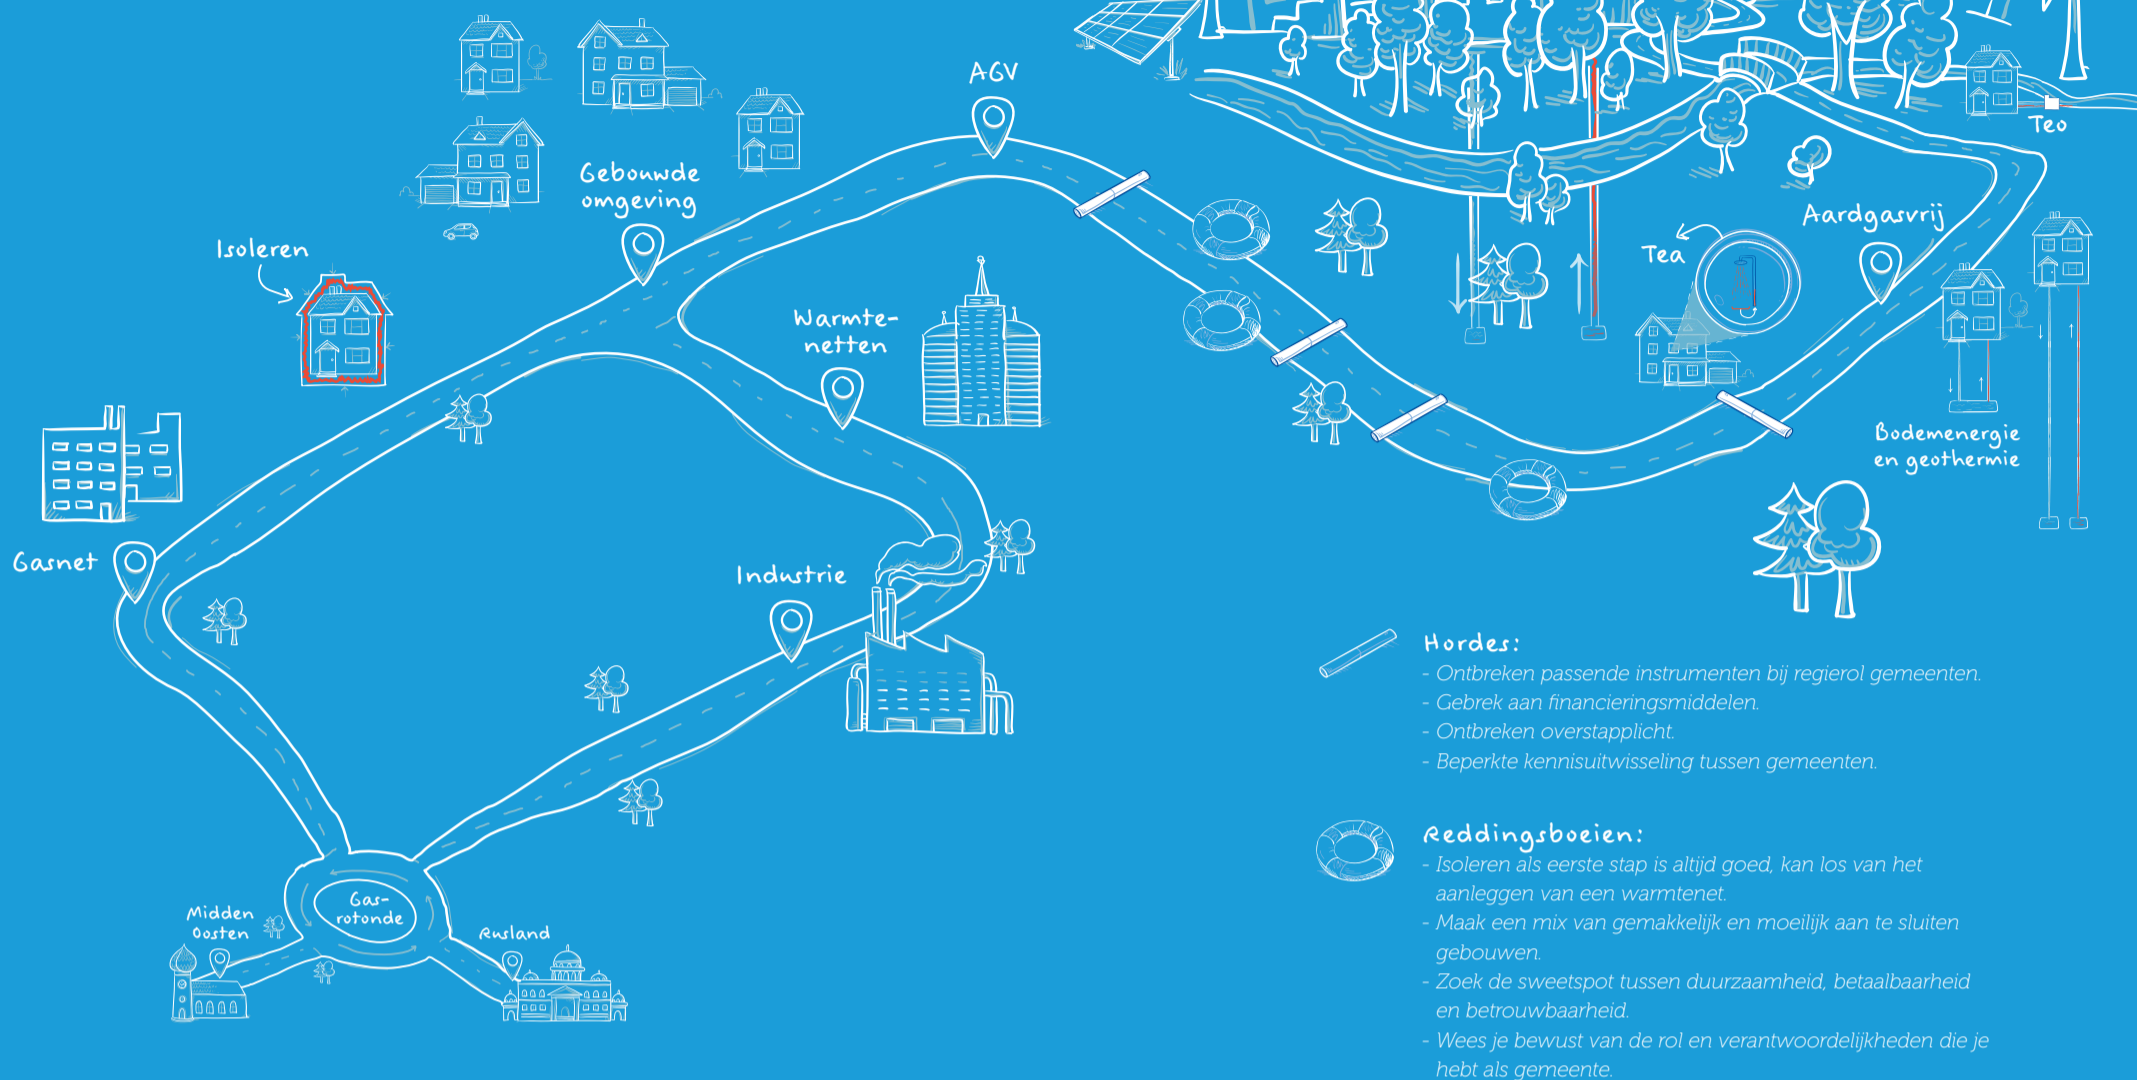 AGV
Teo
Gebouwde
omgeving
Aardgasvrij
Isoleren
Tea
Warmte-
netten
Bodemenergie
en geothermie
Gasnet
Industrie
Hordes:
- Ontbreken passende instrumenten bij regierol gemeenten.
- Gebrek aan financieringsmiddelen.
- Ontbreken overstapplicht.
- Beperkte kennisuitwisseling tussen gemeenten.
Reddingsboeien:
- Isoleren als eerste stap is altijd goed, kan los van het
aanleggen van een warmtenet.
- Maak een mix van gemakkelijk en moeilijk aan te sluiten
gebouwen.
- Zoek de sweetspot tussen duurzaamheid, betaalbaarheid
en betrouwbaarheid.
- Wees je bewust van de rol en verantwoordelijkheden die je
hebt als gemeente.
Gas-
rotonde
Midden
Oosten
Rusland